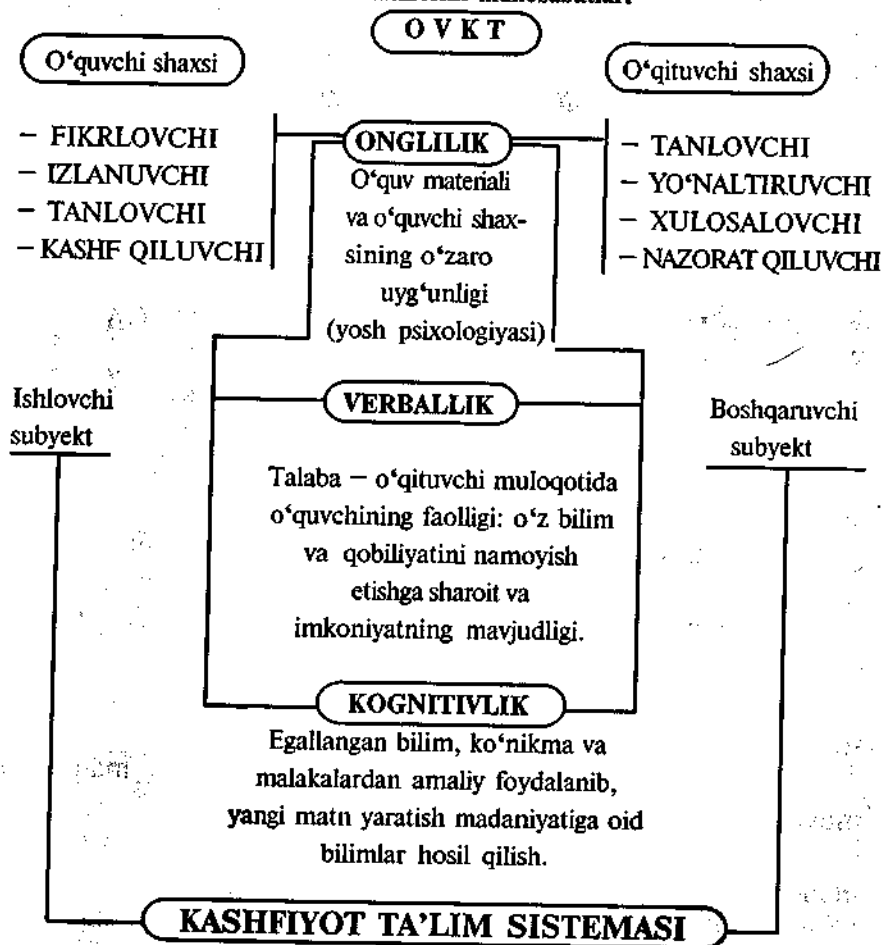 O V K T
O‘quvchi shaxsi
O‘qituvchi shaxsi
– FIKRLOVCHI
– IZLANUVCHI
– TANLOVCHI
– KASHF QILUVCHI
ONGLILIK
O‘quv materiali
va o‘quvchi shax-
sining o‘zaro
uyg‘unligi
(yosh psixologiyasi)
– TANLOVCHI
– YO‘NALTIRUVCHI
– XULOSALOVCHI
– NAZORAT QILUVCHI
Ishlovchi
subyekt
VERBALLIK
Boshqaruvchi
subyekt
Talaba – o‘qituvchi muloqotida
o‘quvchining faolligi: o‘z bilim
va qobiliyatini namoyish
etishga sharoit va
imkoniyatning mavjudligi.
KOGNITIVLIK
Egallangan bilim, ko‘nikma va
malakalardan amaliy foydalanib,
yangi matn yaratish madaniyatiga oid
bilimlar hosil qilish.
KASHFIYOT TA’LIM SISTEMASI